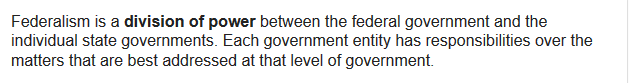 Federalism is a division of power between the federal government and the
individual state governments. Each government entity has responsibilities over the
matters that are best addressed at that level of government.